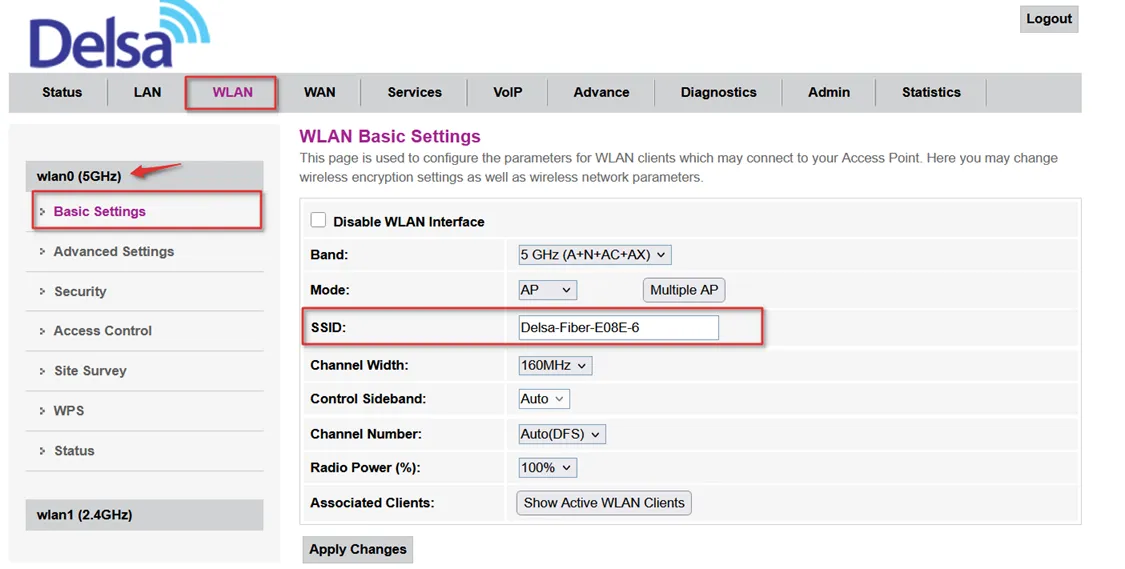 Delsa
Logout
Status LAN WLAN WAN Services VoIP Advance Diagnostics Admin Statistics
wlan0 (5GHz)
Basic Settings
Advanced Settings
Security
Access Control
Site Survey
WPS
Status
wlan1 (2.4GHz)
WLAN Basic Settings
This page is used to configure the parameters for WLAN clients which may connect to your Access Point. Here you may change
wireless encryption settings as well as wireless network parameters.
Disable WLAN Interface
Band: 5 GHz (A+N+AC+AX)
Mode: AP Multiple AP
SSID: Delsa-Fiber-E08E-6
Channel Width: 160MHz
Control Sideband: Auto
Channel Number: Auto(DFS)
Radio Power (%): 100%
Associated Clients: Show Active WLAN Clients
Apply Changes